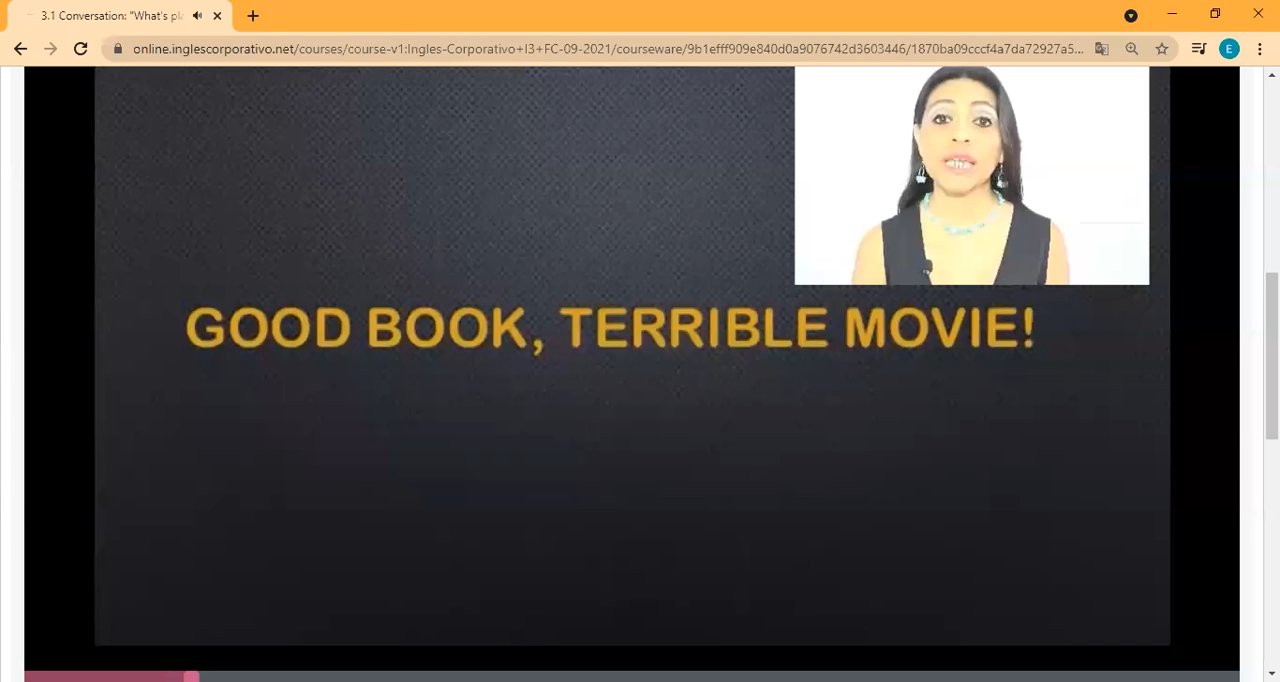 3.1 Conversation: "What's pla
online.inglescorporativo.net/courses/course-v1:Ingles-Corporativo+I3+FC-09-2021/courseware/9b1efff909e840d0a9076742d3603446/1870ba09cccf4a7da72927a5...
E
GOOD BOOK, TERRIBLE MOVIE!